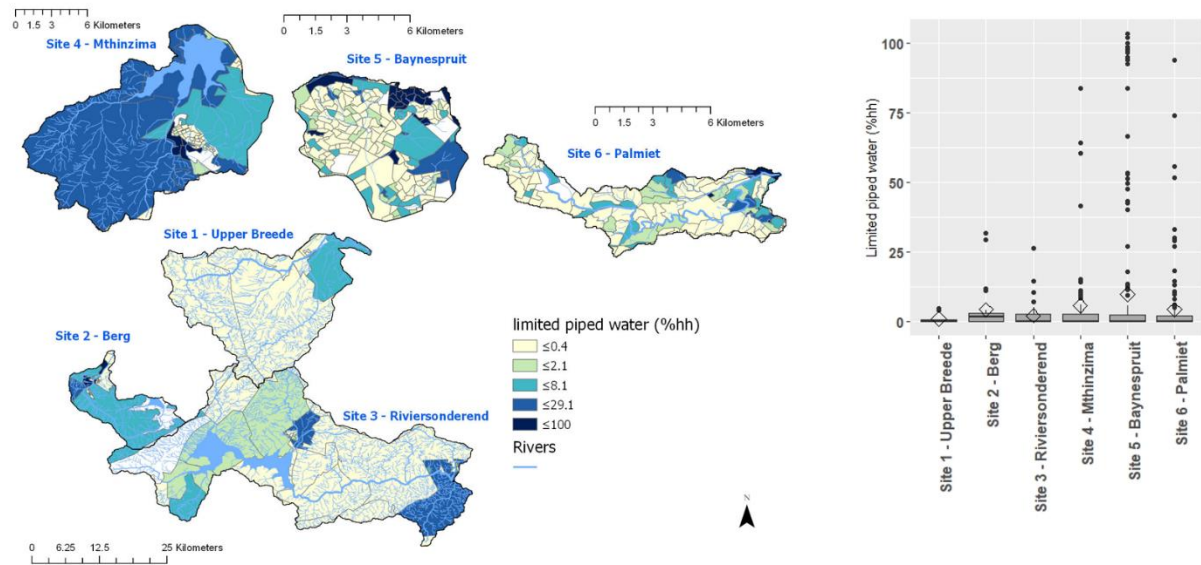 0 1.5 3 6 Kilometers
Site 4 - Mthinzima
0 1.5 3 6 Kilometers
Site 5 - Baynespruit
0 1.5 3 6 Kilometers
Site 6 - Palmiet
Site 1 - Upper Breede
Site 2 - Berg
Site 3 - Riviersonderend
limited piped water (%hh)
≤0.4
≤2.1
≤8.1
≤29.1
≤100
Rivers
N
0 6.25 12.5 25 Kilometers
Limited piped water (%hh)
100
75
50
25
0
Site 1 - Upper Breede
Site 2 - Berg
Site 3 - Riviersonderend
Site 4 - Mthinzima
Site 5 - Baynespruit
Site 6 - Palmiet